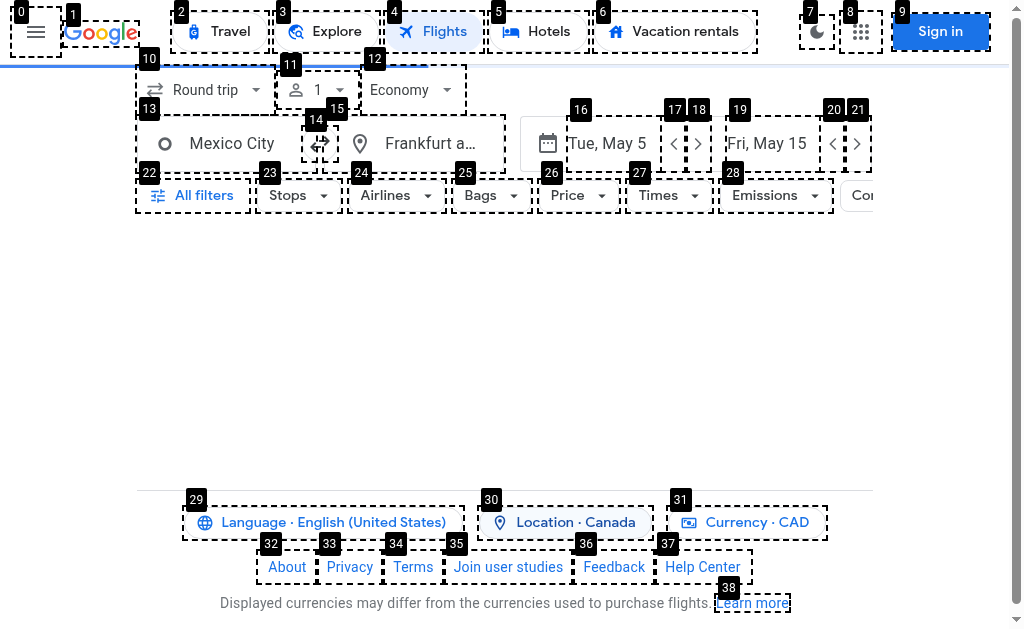 0 1 2 3 4 5 6 7 8 9
Google Travel Explore Flights Hotels Vacation rentals Sign in
10 11 12
Round trip 1 Economy
13 14 15 16 17 18 19 20 21
Mexico City Frankfurt a... Tue, May 5 Fri, May 15
22 23 24 25 26 27 28
All filters Stops Airlines Bags Price Times Emissions
29 30 31
Language · English (United States) Location · Canada Currency · CAD
32 33 34 35 36 37
About Privacy Terms Join user studies Feedback Help Center
38
Displayed currencies may differ from the currencies used to purchase flights. Learn more